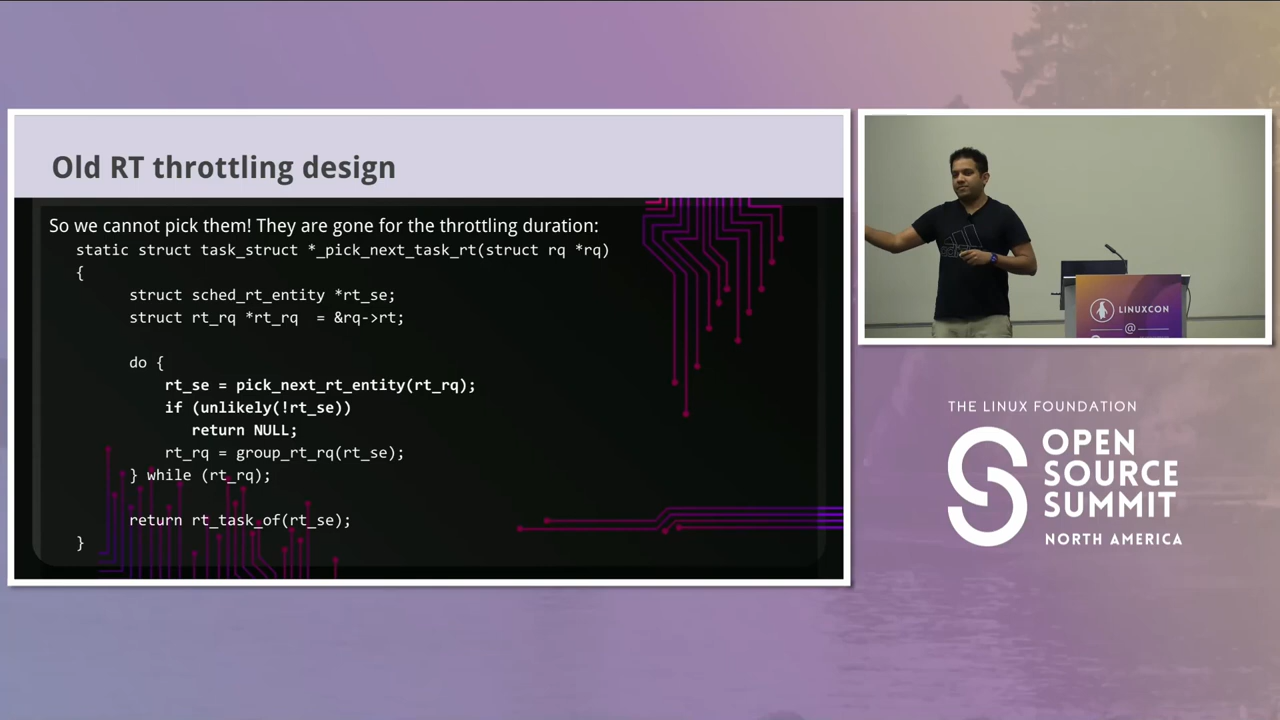 Old RT throttling design
So we cannot pick them! They are gone for the throttling duration:
static struct task_struct *_pick_next_task_rt(struct rq *rq)
{
struct sched_rt_entity *rt_se;
struct rt_rq *rt_rq = &rq->rt;
do {
rt_se = pick_next_rt_entity(rt_rq);
if (unlikely(!rt_se))
return NULL;
rt_rq = group_rt_rq(rt_se);
} while (rt_rq);
return rt_task_of(rt_se);
}
LINUXCON
@
THE LINUX FOUNDATION
OPEN
SOURCE
SUMMIT
NORTH AMERICA